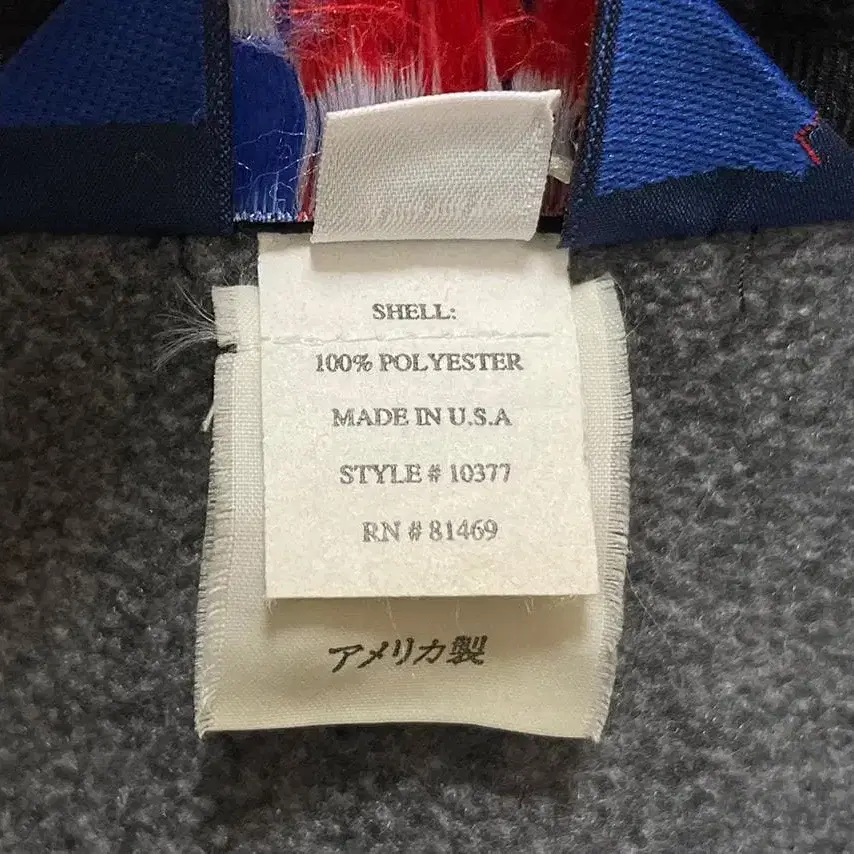 SHELL:
100% POLYESTER
MADE IN U.S.A
STYLE # 10377
RN # 81469
アメリカ製